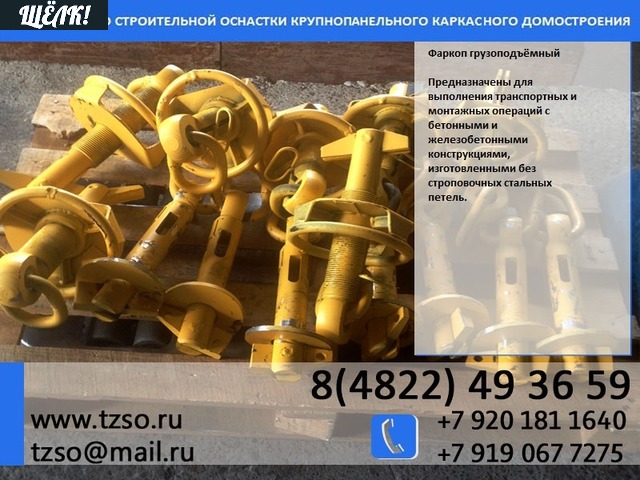 ЩЁЛК!
О СТРОИТЕЛЬНОЙ ОСНАСТКИ КРУПНОПАНЕЛЬНОГО КАРКАСНОГО ДОМОСТРОЕНИЯ
Фаркоп грузоподъёмный
Предназначены для
выполнения транспортных и
монтажных операций с
бетонными и
железобетонными
конструкциями,
изготовленными без
строповочных стальных
петель.
8(4822) 49 36 59
www.tzso.ru
+7 920 181 1640
tzso@mail.ru
+7 919 067 7275